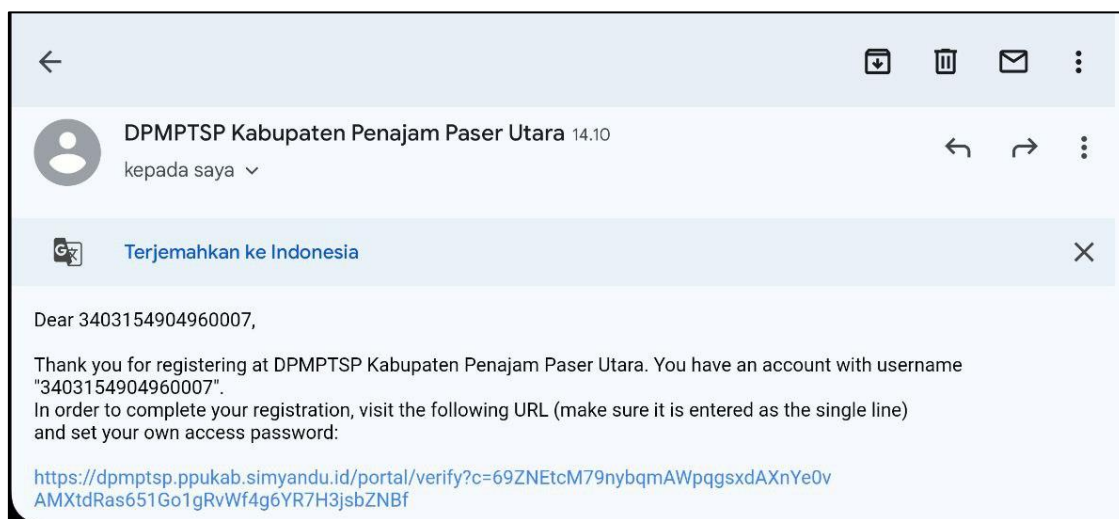 DPMPTSP Kabupaten Penajam Paser Utara 14.10
kepada saya
Terjemahkan ke Indonesia
Dear 3403154904960007,
Thank you for registering at DPMPTSP Kabupaten Penajam Paser Utara. You have an account with username
"3403154904960007".
In order to complete your registration, visit the following URL (make sure it is entered as the single line)
and set your own access password:
https://dpmptsp.ppukab.simyandu.id/portal/verify?c=69ZNEtcM79nybqmAWpqgsxdAXnYe0v
AMXtdRas651Go1gRvWf4g6YR7H3jsbZNBf